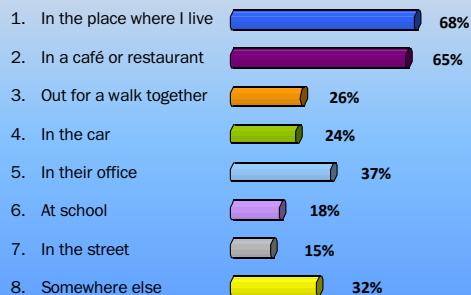 1. In the place where I live 68%
2. In a café or restaurant 65%
3. Out for a walk together 26%
4. In the car 24%
5. In their office 37%
6. At school 18%
7. In the street 15%
8. Somewhere else 32%